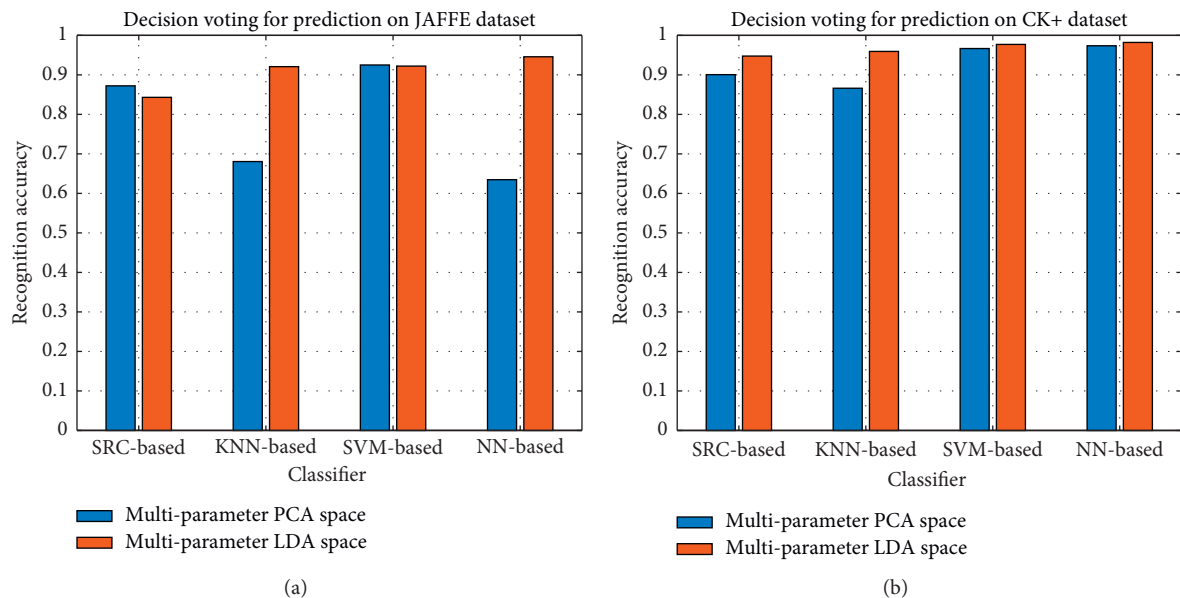 Decision voting for prediction on JAFFE dataset
1
0.9
0.8
0.7
0.6
0.5
0.4
0.3
0.2
0.1
0
Recognition accuracy
SRC-based KNN-based SVM-based NN-based
Classifier
Multi-parameter PCA space
Multi-parameter LDA space
(a)
Decision voting for prediction on CK+ dataset
1
0.9
0.8
0.7
0.6
0.5
0.4
0.3
0.2
0.1
0
Recognition accuracy
SRC-based KNN-based SVM-based NN-based
Classifier
Multi-parameter PCA space
Multi-parameter LDA space
(b)